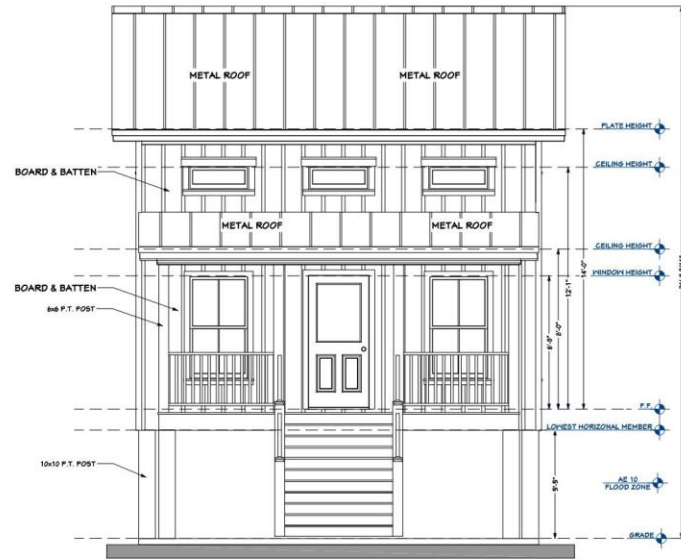 METAL ROOF
METAL ROOF
PLATE HEIGHT
CEILING HEIGHT
BOARD & BATTEN
METAL ROOF
METAL ROOF
CEILING HEIGHT
WINDOW HEIGHT
BOARD & BATTEN
6x6 P.T. POST
14'-0"
12'-1"
8'-0"
6'-8"
F.F.
LOWEST HORIZONAL MEMBER
10x10 P.T. POST
5'-5"
AE 10
FLOOD ZONE
GRADE